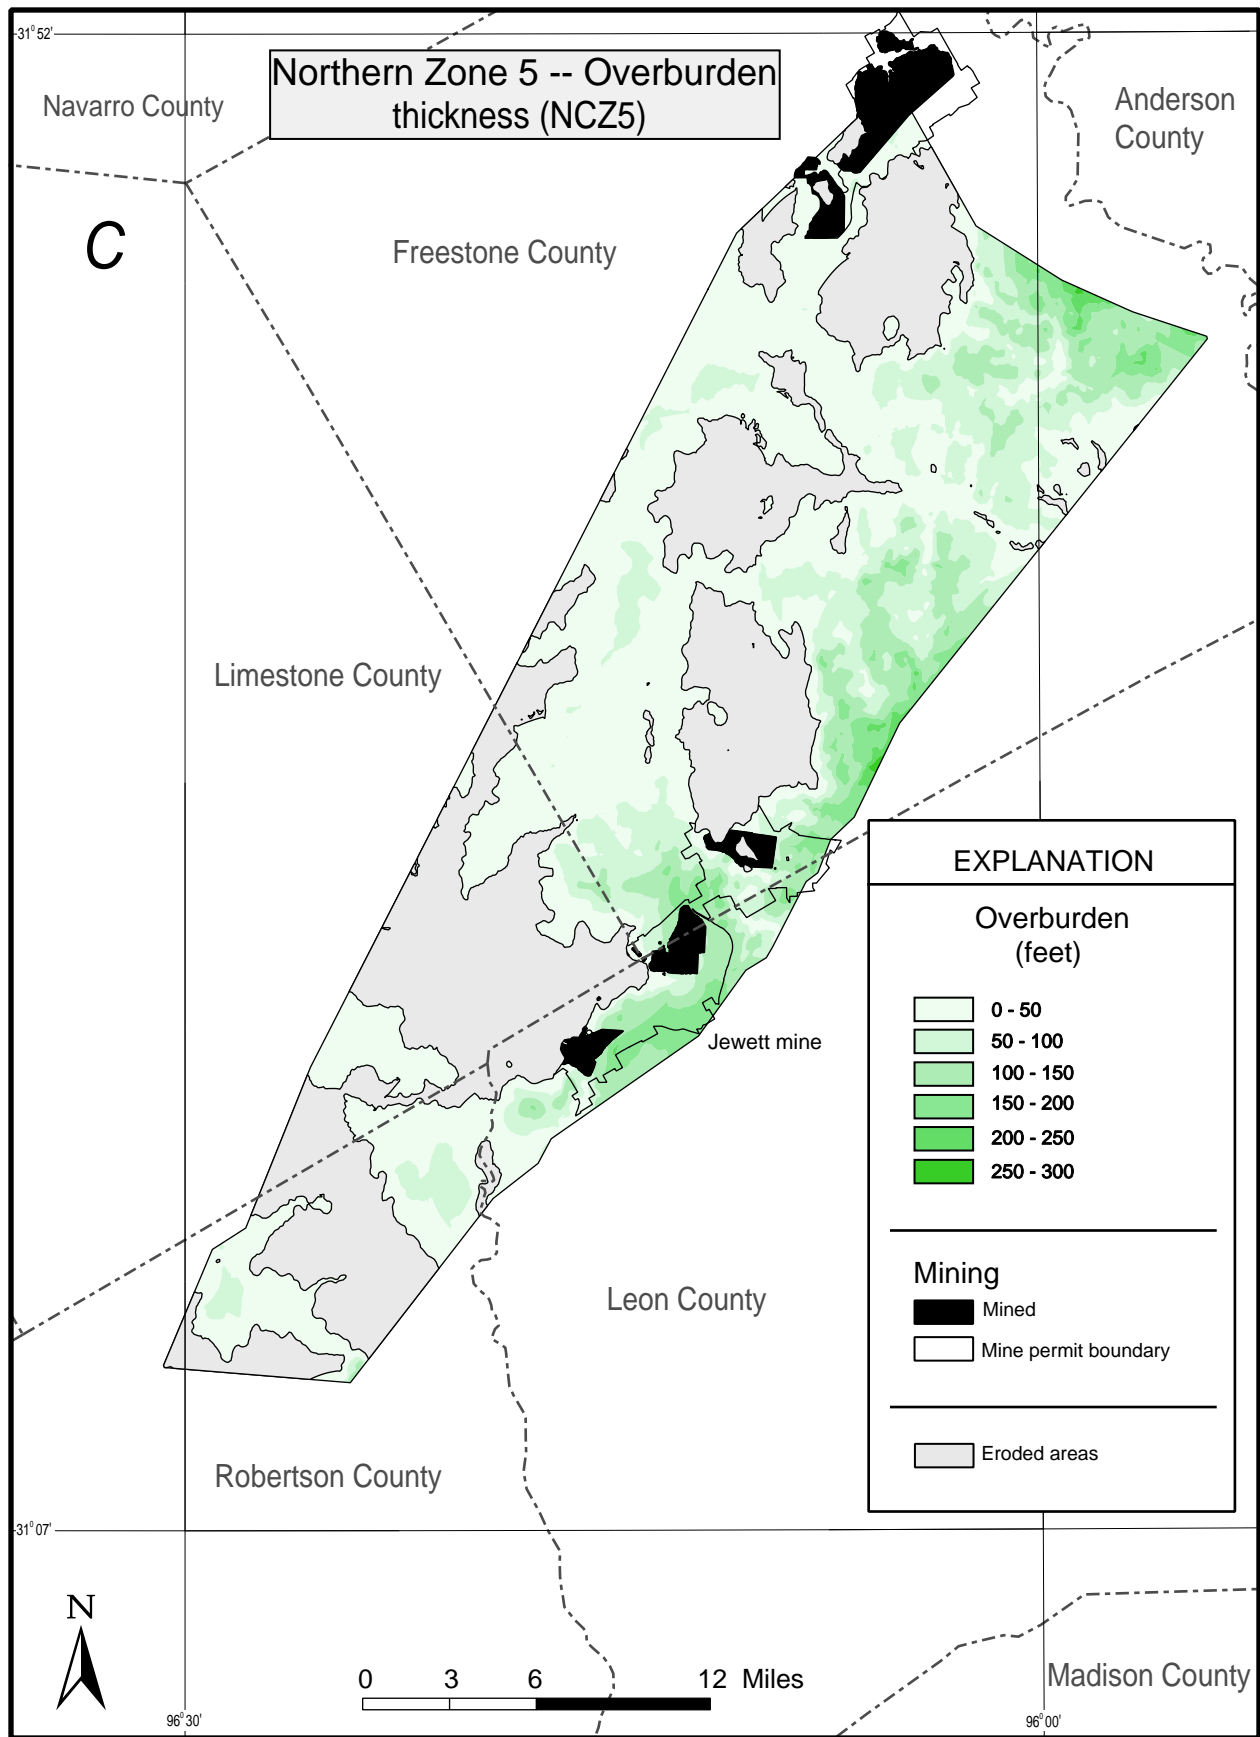 31° 52'
Northern Zone 5 -- Overburden
thickness (NCZ5)
Navarro County
Anderson
County
C
Freestone County
Limestone County
EXPLANATION
Overburden
(feet)
0 - 50
50 - 100
100 - 150
150 - 200
200 - 250
250 - 300
Jewett mine
Mining
Mined
Mine permit boundary
Leon County
Eroded areas
Robertson County
31° 07'
N
0 3 6 12 Miles
Madison County
96° 30'
96° 00'